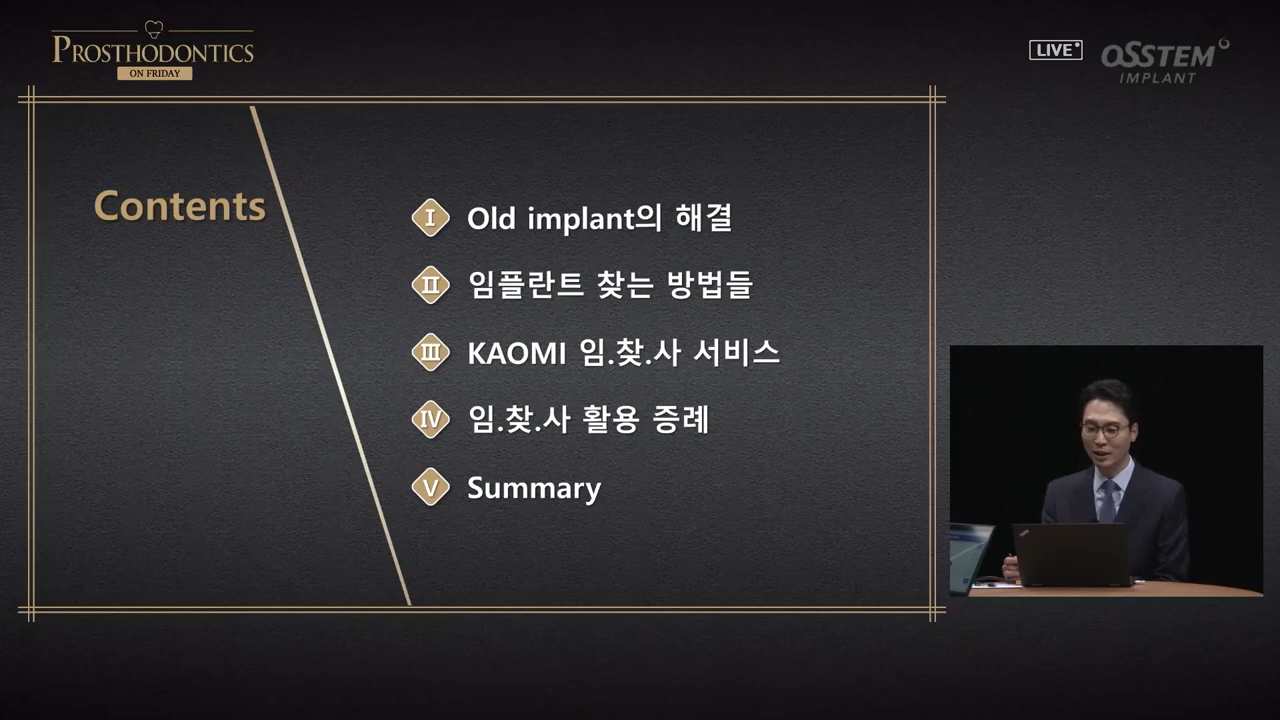 PROSTHODONTICS
ON FRIDAY
LIVE
OSSTEM
IMPLANT
Contents
I Old implant의 해결
II 임플란트 찾는 방법들
III KAOMI 임.찾.사 서비스
IV 임.찾.사 활용 증례
V Summary